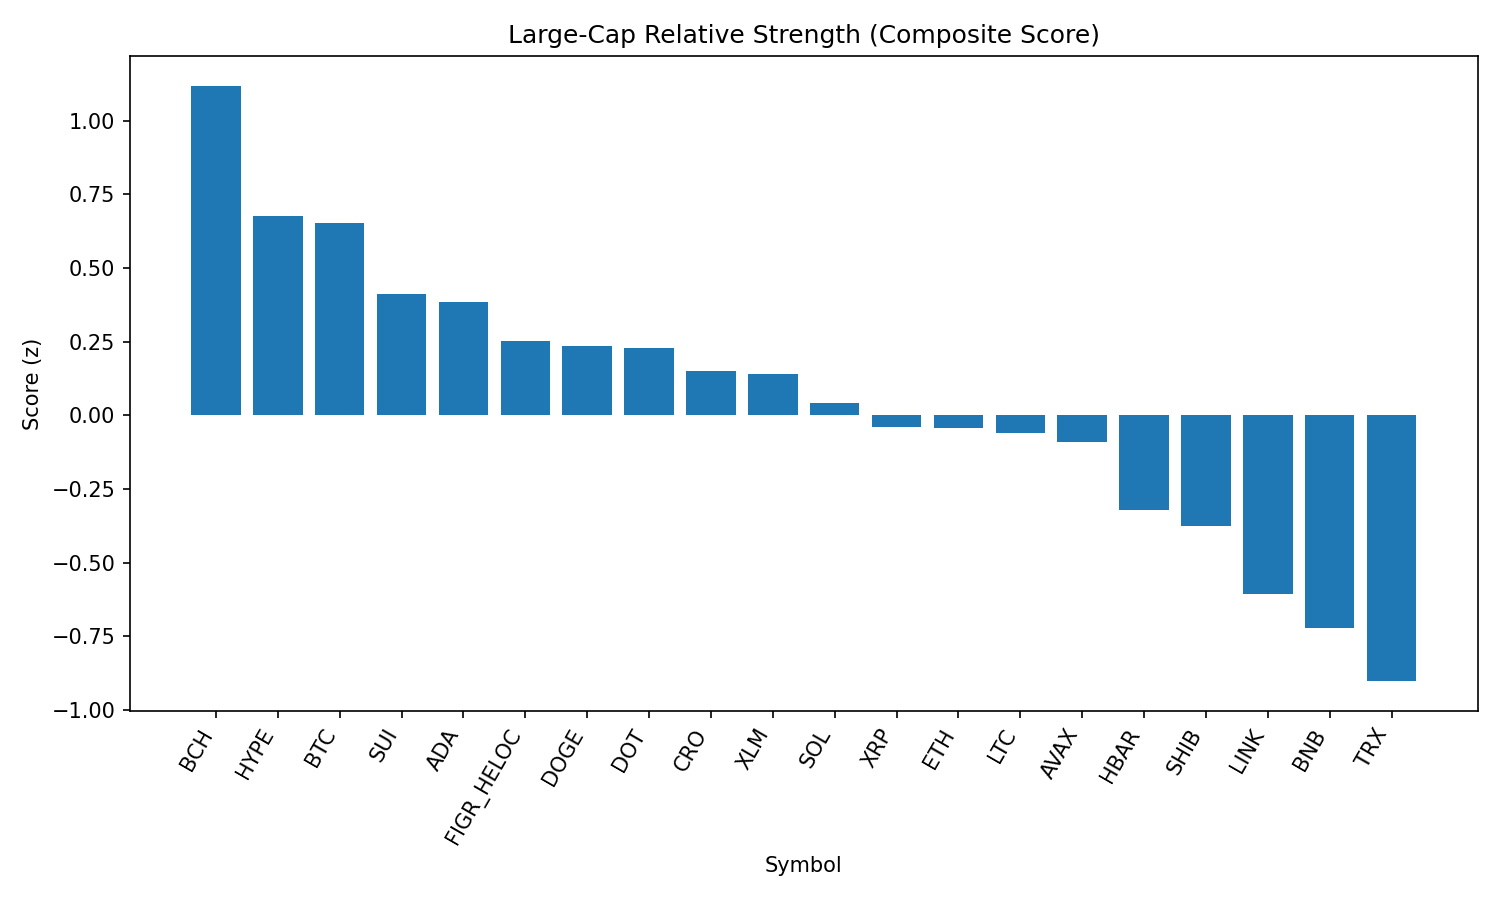 Large-Cap Relative Strength (Composite Score)
1.00
0.75
0.50
0.25
0.00
−0.25
−0.50
−0.75
−1.00
Score (z)
BCH
HYPE
BTC
SUI
ADA
FIGR_HELOC
DOGE
DOT
CRO
XLM
SOL
XRP
ETH
LTC
AVAX
HBAR
SHIB
LINK
BNB
TRX
Symbol